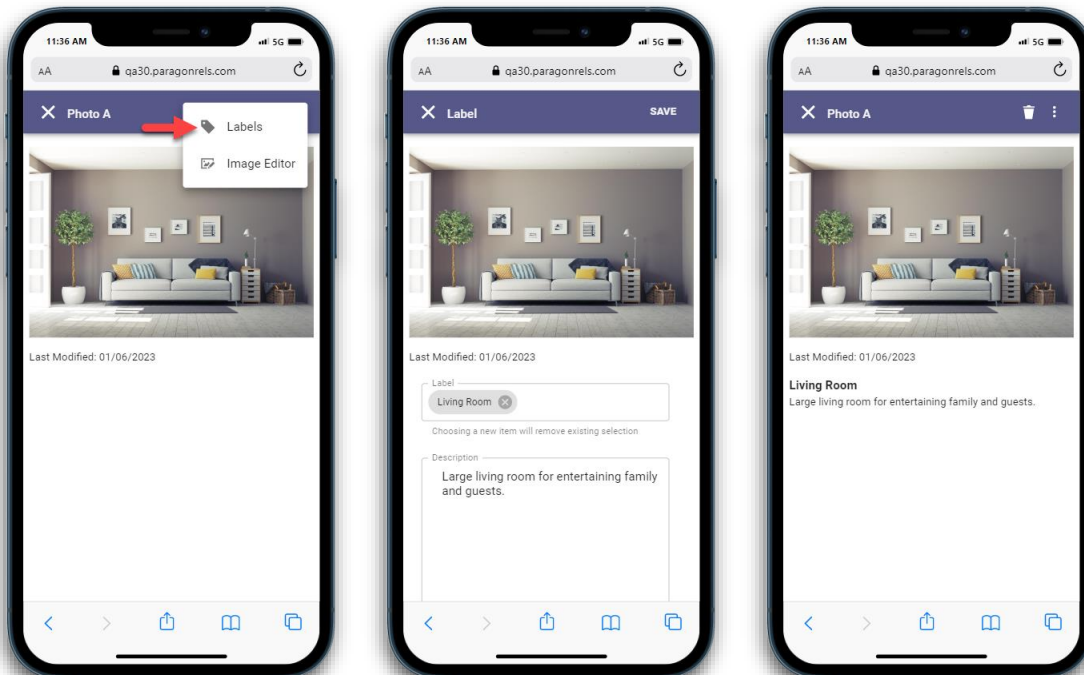 11:36 AM
5G
AA qa30.paragonrels.com
Photo A
Labels
Image Editor
Last Modified: 01/06/2023
11:36 AM
5G
AA qa30.paragonrels.com
Label SAVE
Last Modified: 01/06/2023
Label
Living Room
Choosing a new item will remove existing selection
Description
Large living room for entertaining family
and guests.
11:36 AM
5G
AA qa30.paragonrels.com
Photo A
Last Modified: 01/06/2023
Living Room
Large living room for entertaining family and guests.